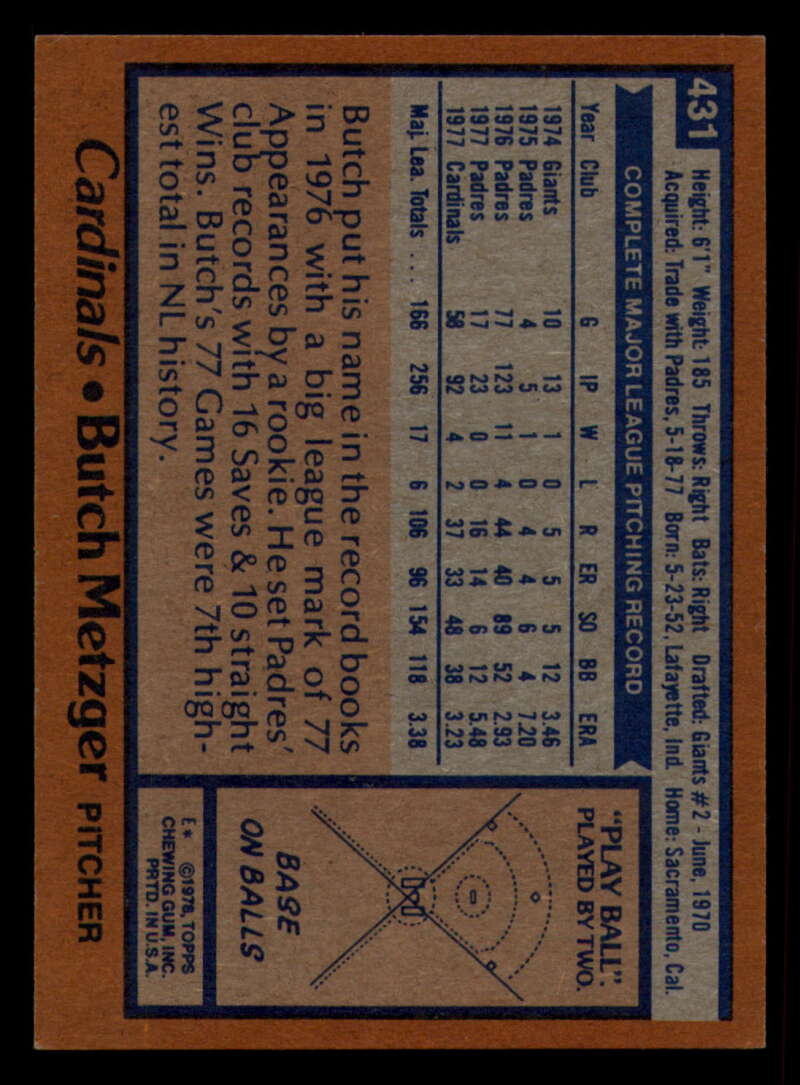 431
Height: 6'1" Weight: 185 Throws: Right Bats: Right Drafted: Giants #2 - June, 1970
Acquired: Trade with Padres, 5-18-77 Born: 5-23-52, Lafayette, Ind. Home: Sacramento, Cal.
COMPLETE MAJOR LEAGUE PITCHING RECORD
Year Club G IP W L R ER SO BB ERA
1974 Giants 10 13 1 0 5 5 5 12 3.46
1975 Padres 4 5 1 0 4 4 6 4 7.20
1976 Padres 77 123 11 4 44 40 89 52 2.93
1977 Padres 17 23 0 0 16 14 6 12 5.48
1977 Cardinals 58 92 4 2 37 33 48 38 3.23
Maj. Lea. Totals ... 166 256 17 6 106 96 154 118 3.38
Butch put his name in the record books
in 1976 with a big league mark of 77
Appearances by a rookie. He set Padres'
club records with 16 Saves & 10 straight
Wins. Butch's 77 Games were 7th high-
est total in NL history.
"PLAY BALL":
PLAYED BY TWO.
BASE
ON BALLS
E* ©1978, TOPPS
CHEWING GUM, INC.
PRTD. IN U.S.A.
Cardinals • Butch Metzger PITCHER